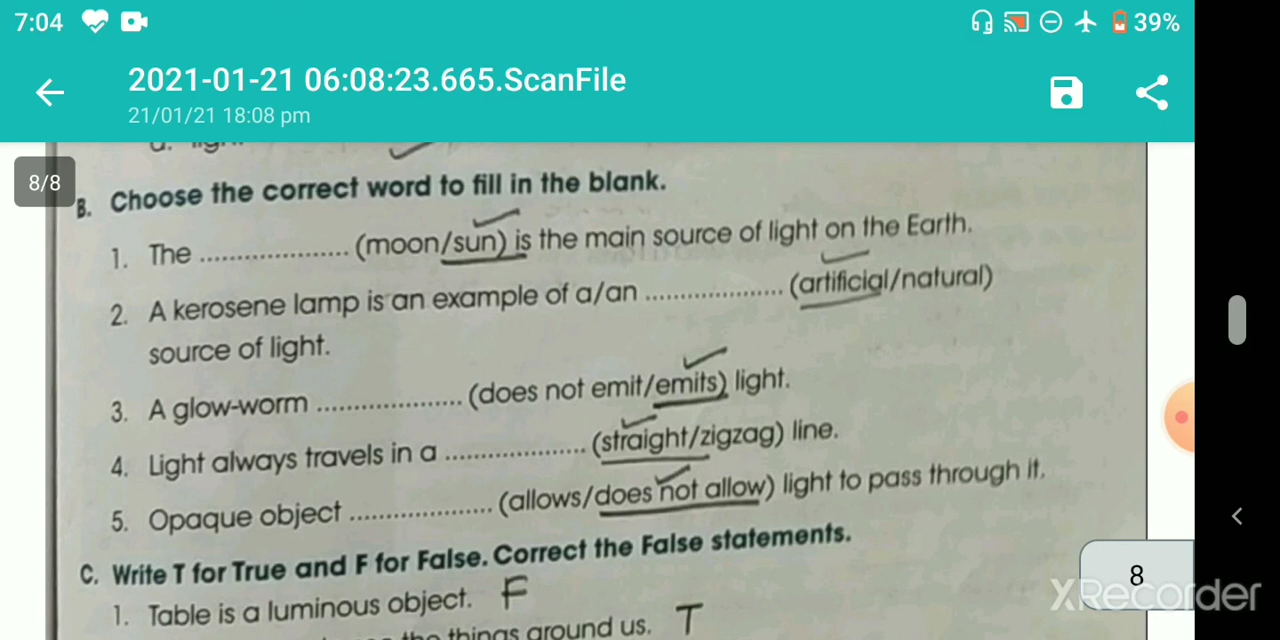 7:04 39%
2021-01-21 06:08:23.665.ScanFile
21/01/21 18:08 pm
8/8
B. Choose the correct word to fill in the blank.
1. The .................... (moon/sun) is the main source of light on the Earth.
2. A kerosene lamp is an example of a/an .................... (artificial/natural)
source of light.
3. A glow-worm .................... (does not emit/emits) light.
4. Light always travels in a .................... (straight/zigzag) line.
5. Opaque object .................... (allows/does not allow) light to pass through it.
C. Write T for True and F for False. Correct the False statements.
1. Table is a luminous object. F
the things around us. T
8
XRecorder